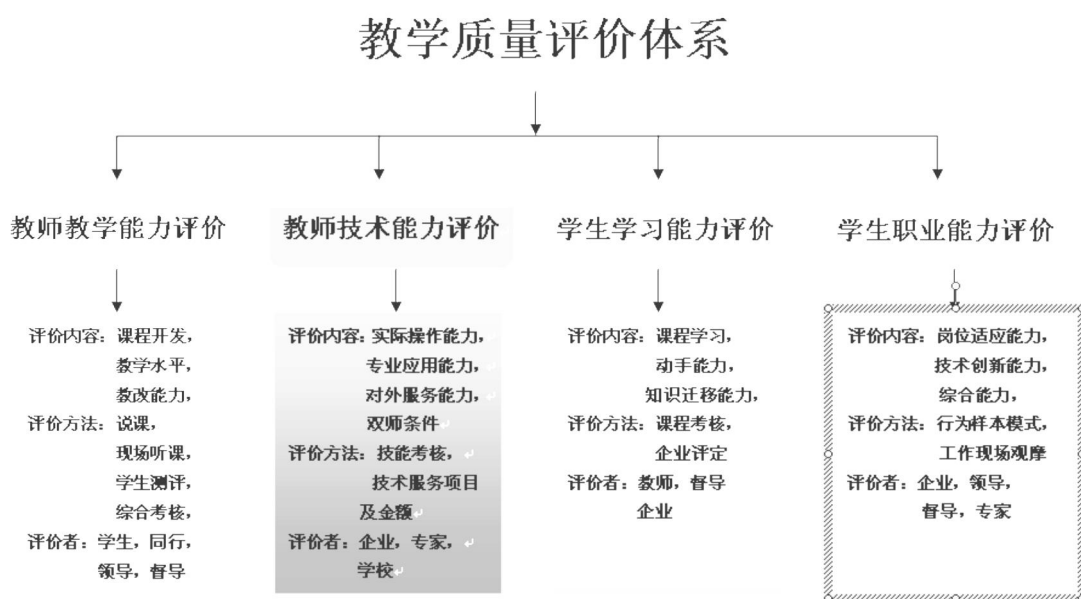 教学质量评价体系
教师教学能力评价
教师技术能力评价
学生学习能力评价
学生职业能力评价
评价内容：课程开发，
教学水平，
教改能力，
评价方法：说课，
现场听课，
学生测评，
综合考核，
评价者：学生，同行，
领导，督导
评价内容：实际操作能力，
专业应用能力，
对外服务能力，
双师条件
评价方法：技能考核，
技术服务项目
及金额
评价者：企业，专家，
学校
评价内容：课程学习，
动手能力，
知识迁移能力，
评价方法：课程考核，
企业评定
评价者：教师，督导
企业
评价内容：岗位适应能力，
技术创新能力，
综合能力，
评价方法：行为样本模式，
工作现场观摩
评价者：企业，领导，
督导，专家